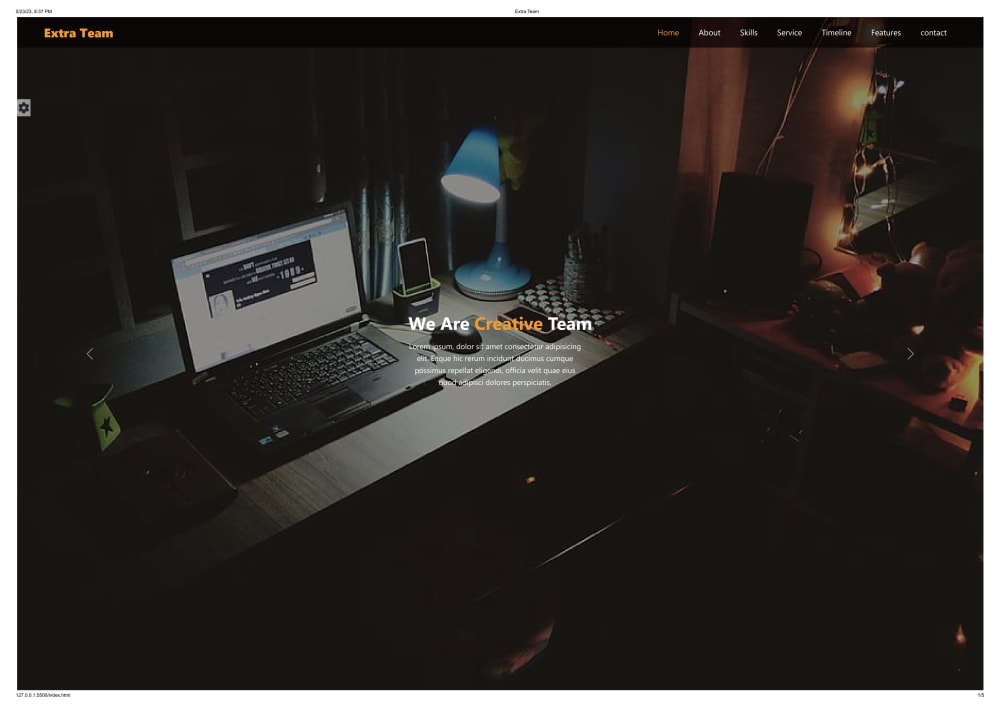 5/23/23, 8:37 PM
Extra Team
Extra Team
Home About Skills Service Timeline Features contact
We Are Creative Team
Lorem ipsum, dolor sit amet consectetur adipisicing
elit. Eaque hic rerum incidunt ducimus cumque
possimus repellat eligendi, officia velit quae eius
quod adipisci dolores perspiciatis.
127.0.0.1:5500/index.html
1/5